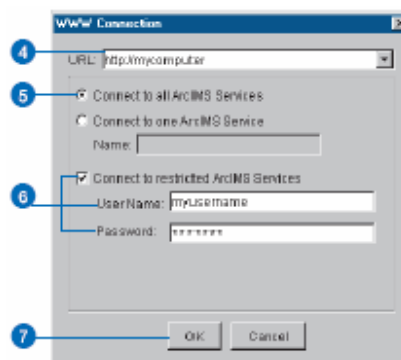 WWW Connection
4 URL: http://mycomputer
5 Connect to all ArcIMS Services
Connect to one ArcIMS Service
Name:
Connect to restricted ArcIMS Services
6 User Name: myusername
Password: *******
7 OK Cancel